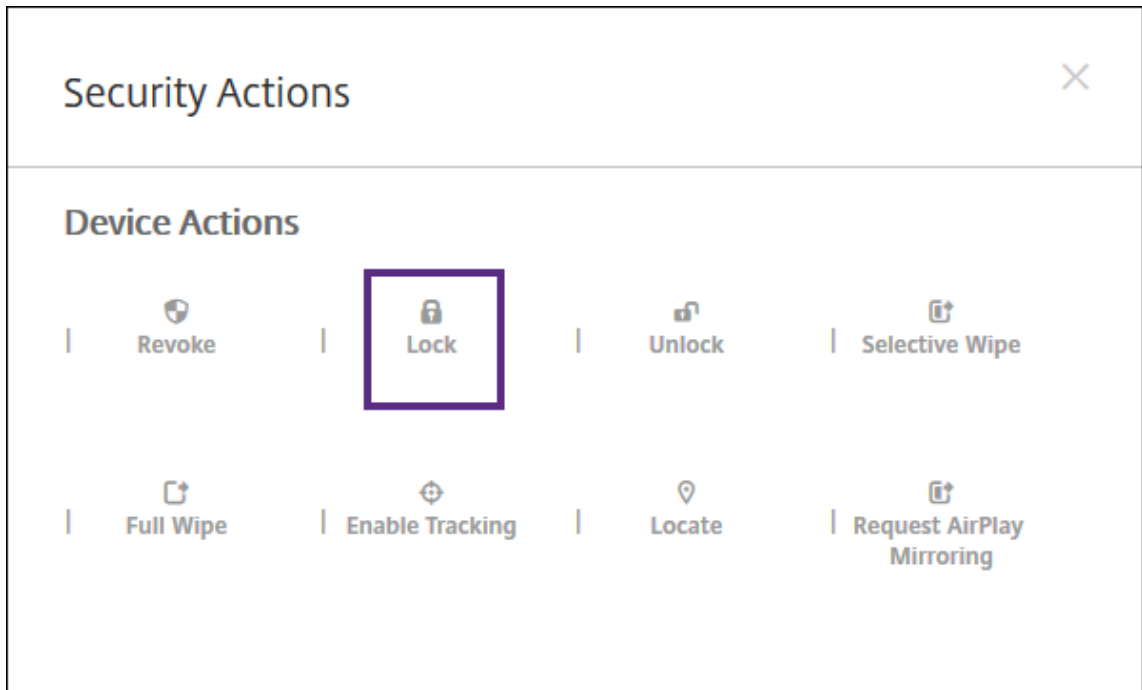 Security Actions
Device Actions
Revoke
Lock
Unlock
Selective Wipe
Full Wipe
Enable Tracking
Locate
Request AirPlay
Mirroring